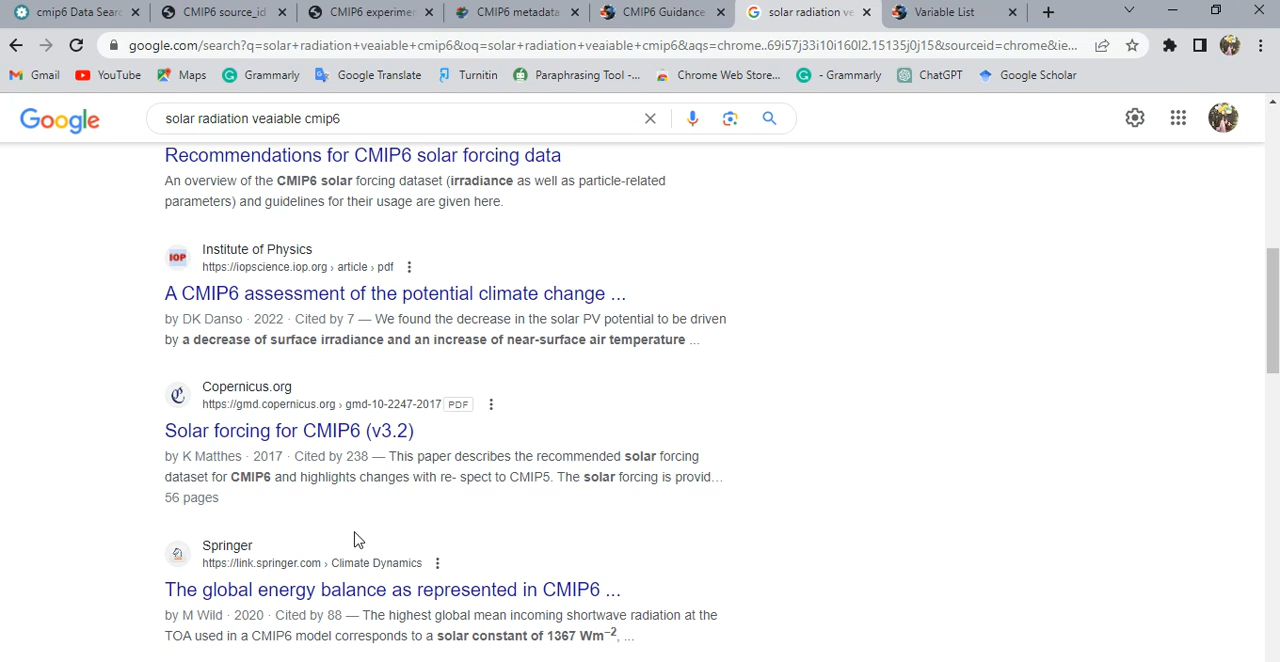 cmip6 Data Searc
CMIP6 source_id
CMIP6 experimen
CMIP6 metadata
CMIP6 Guidance
solar radiation ve
Variable List
google.com/search?q=solar+radiation+veaiable+cmip6&oq=solar+radiation+veaiable+cmip6&aqs=chrome..69i57j33i10i160l2.15135j0j15&sourceid=chrome&ie...
Gmail
YouTube
Maps
Grammarly
Google Translate
Turnitin
Paraphrasing Tool -...
Chrome Web Store...
- Grammarly
ChatGPT
Google Scholar
Google
solar radiation veaiable cmip6
Recommendations for CMIP6 solar forcing data
An overview of the CMIP6 solar forcing dataset (irradiance as well as particle-related
parameters) and guidelines for their usage are given here.
IOP
Institute of Physics
https://iopscience.iop.org › article › pdf
A CMIP6 assessment of the potential climate change ...
by DK Danso · 2022 · Cited by 7 — We found the decrease in the solar PV potential to be driven
by a decrease of surface irradiance and an increase of near-surface air temperature ...
Copernicus.org
https://gmd.copernicus.org › gmd-10-2247-2017 PDF
Solar forcing for CMIP6 (v3.2)
by K Matthes · 2017 · Cited by 238 — This paper describes the recommended solar forcing
dataset for CMIP6 and highlights changes with re- spect to CMIP5. The solar forcing is provid...
56 pages
Springer
https://link.springer.com › Climate Dynamics
The global energy balance as represented in CMIP6 ...
by M Wild · 2020 · Cited by 88 — The highest global mean incoming shortwave radiation at the
TOA used in a CMIP6 model corresponds to a solar constant of 1367 Wm−2, ...